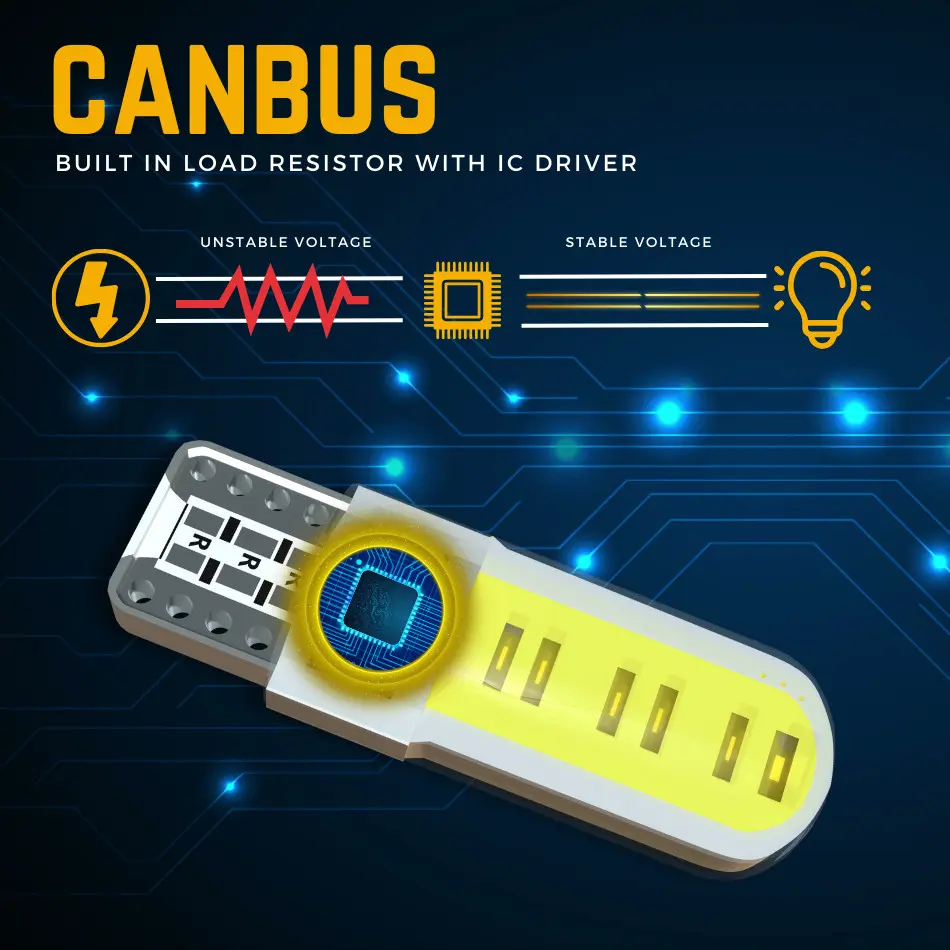 CANBUS
BUILT IN LOAD RESISTOR WITH IC DRIVER
UNSTABLE VOLTAGE
STABLE VOLTAGE
R
R
R